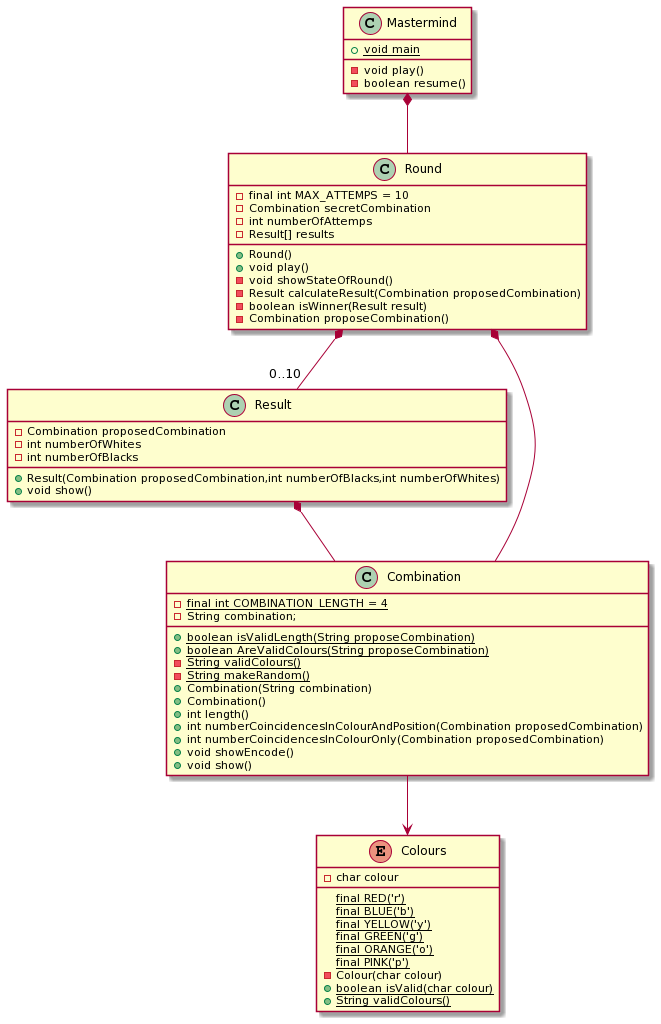 C Mastermind
void main
void play()
boolean resume()
C Round
final int MAX_ATTEMPS = 10
Combination secretCombination
int numberOfAttemps
Result[] results
Round()
void play()
void showStateOfRound()
Result calculateResult(Combination proposedCombination)
boolean isWinner(Result result)
Combination proposeCombination()
0..10
C Result
Combination proposedCombination
int numberOfWhites
int numberOfBlacks
Result(Combination proposedCombination,int numberOfBlacks,int numberOfWhites)
void show()
C Combination
final int COMBINATION_LENGTH = 4
String combination;
boolean isValidLength(String proposeCombination)
boolean AreValidColours(String proposeCombination)
String validColours()
String makeRandom()
Combination(String combination)
Combination()
int length()
int numberCoincidencesInColourAndPosition(Combination proposedCombination)
int numberCoincidencesInColourOnly(Combination proposedCombination)
void showEncode()
void show()
E Colours
char colour
final RED('r')
final BLUE('b')
final YELLOW('y')
final GREEN('g')
final ORANGE('o')
final PINK('p')
Colour(char colour)
boolean isValid(char colour)
String validColours()